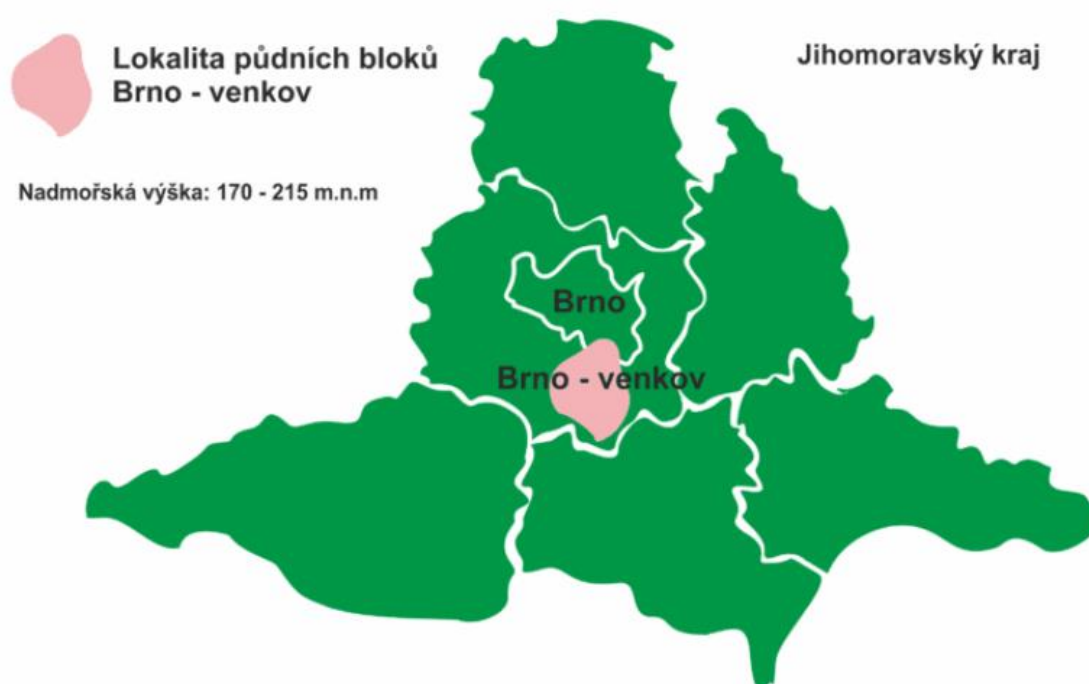 Lokalita půdních bloků
Brno - venkov
Jihomoravský kraj
Nadmořská výška: 170 - 215 m.n.m
Brno
Brno - venkov